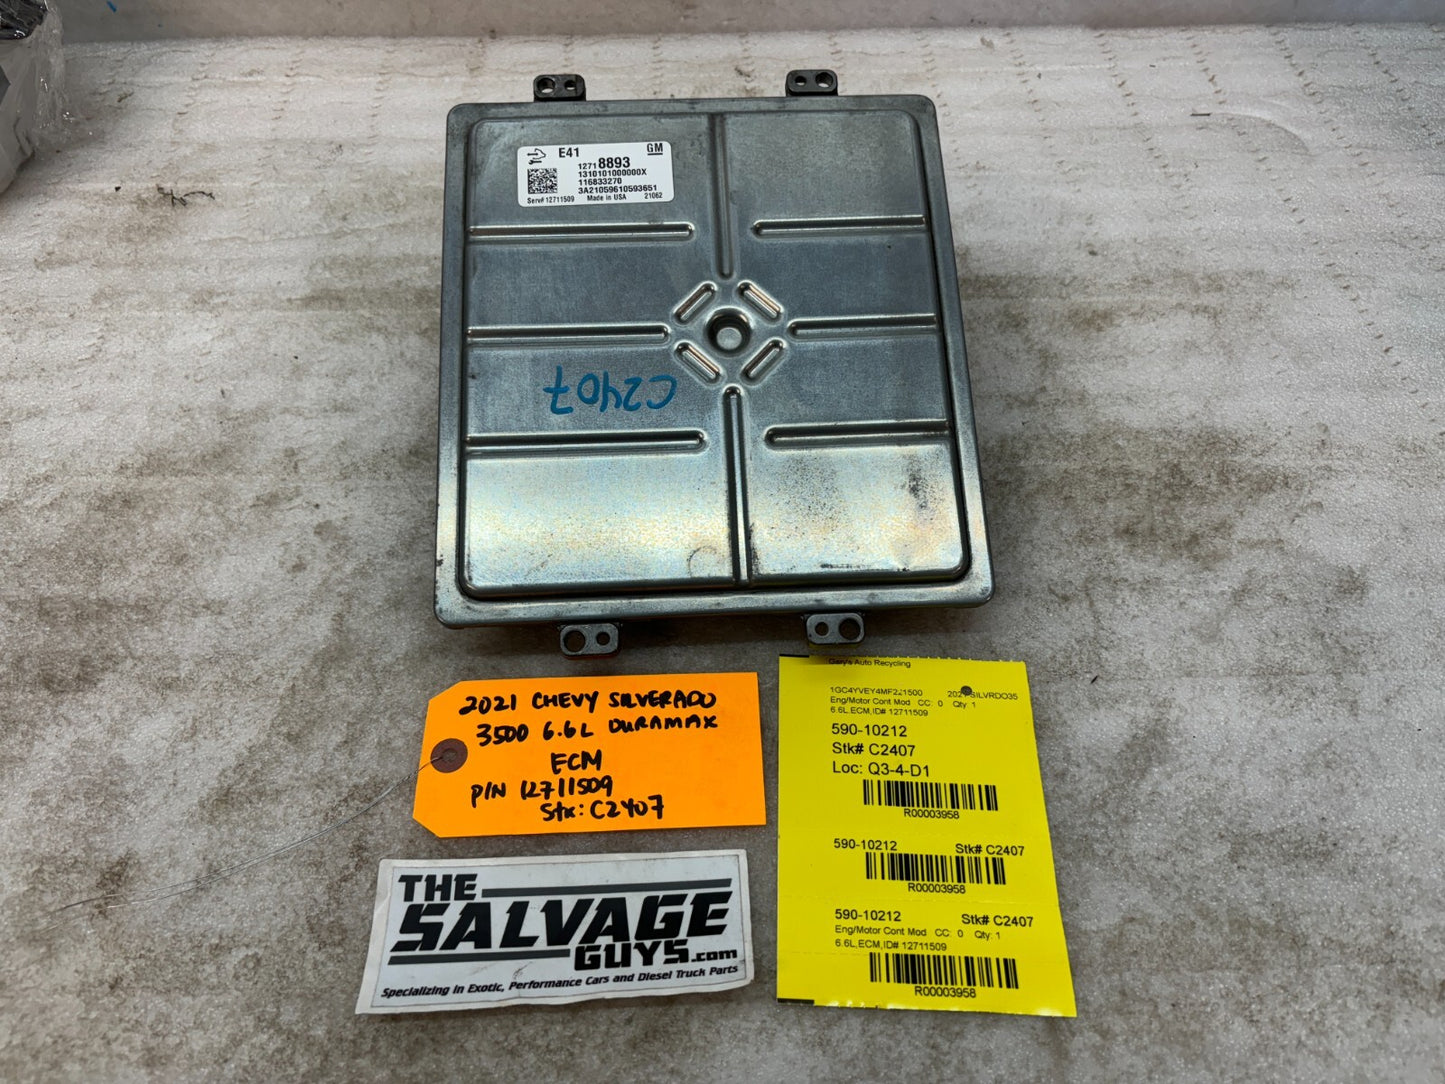 E41 GM
12718893
1310101000000X
116833270
3A21059610593651
Serv# 12711509 Made in USA 21062
C2407
2021 CHEVY SILVERADO
3500 6.6L DURAMAX
ECM
P/N 12711509
Stk: C2407
THE
SALVAGE
GUYS.com
Specializing in Exotic, Performance Cars and Diesel Truck Parts
Gary's Auto Recycling
1GC4YVEY4MF221500 2021 SILVRDO35
Eng/Motor Cont Mod CC: 0 Qty: 1
6.6L,ECM,ID# 12711509
590-10212
Stk# C2407
Loc: Q3-4-D1
R00003958
590-10212 Stk# C2407
R00003958
590-10212 Stk# C2407
Eng/Motor Cont Mod CC: 0 Qty: 1
6.6L,ECM,ID# 12711509
R00003958